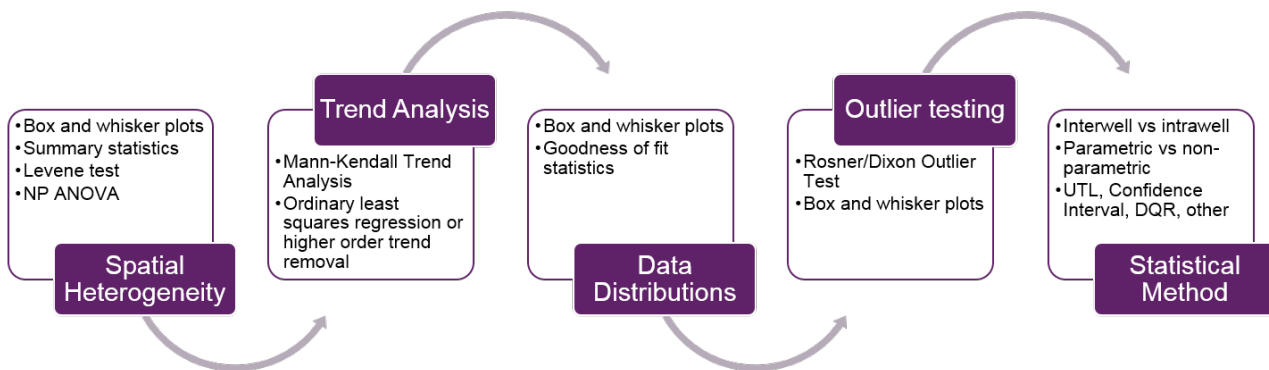 •Box and whisker plots
•Summary statistics
•Levene test
•NP ANOVA
Spatial
Heterogeneity
Trend Analysis
•Mann-Kendall Trend
Analysis
•Ordinary least
squares regression or
higher order trend
removal
•Box and whisker plots
•Goodness of fit
statistics
Data
Distributions
Outlier testing
•Rosner/Dixon Outlier
Test
•Box and whisker plots
•Interwell vs intrawell
•Parametric vs non-
parametric
•UTL, Confidence
Interval, DQR, other
Statistical
Method